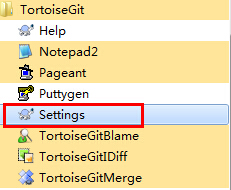 TortoiseGit
Help
Notepad2
Pageant
Puttygen
Settings
TortoiseGitBlame
TortoiseGitIDiff
TortoiseGitMerge